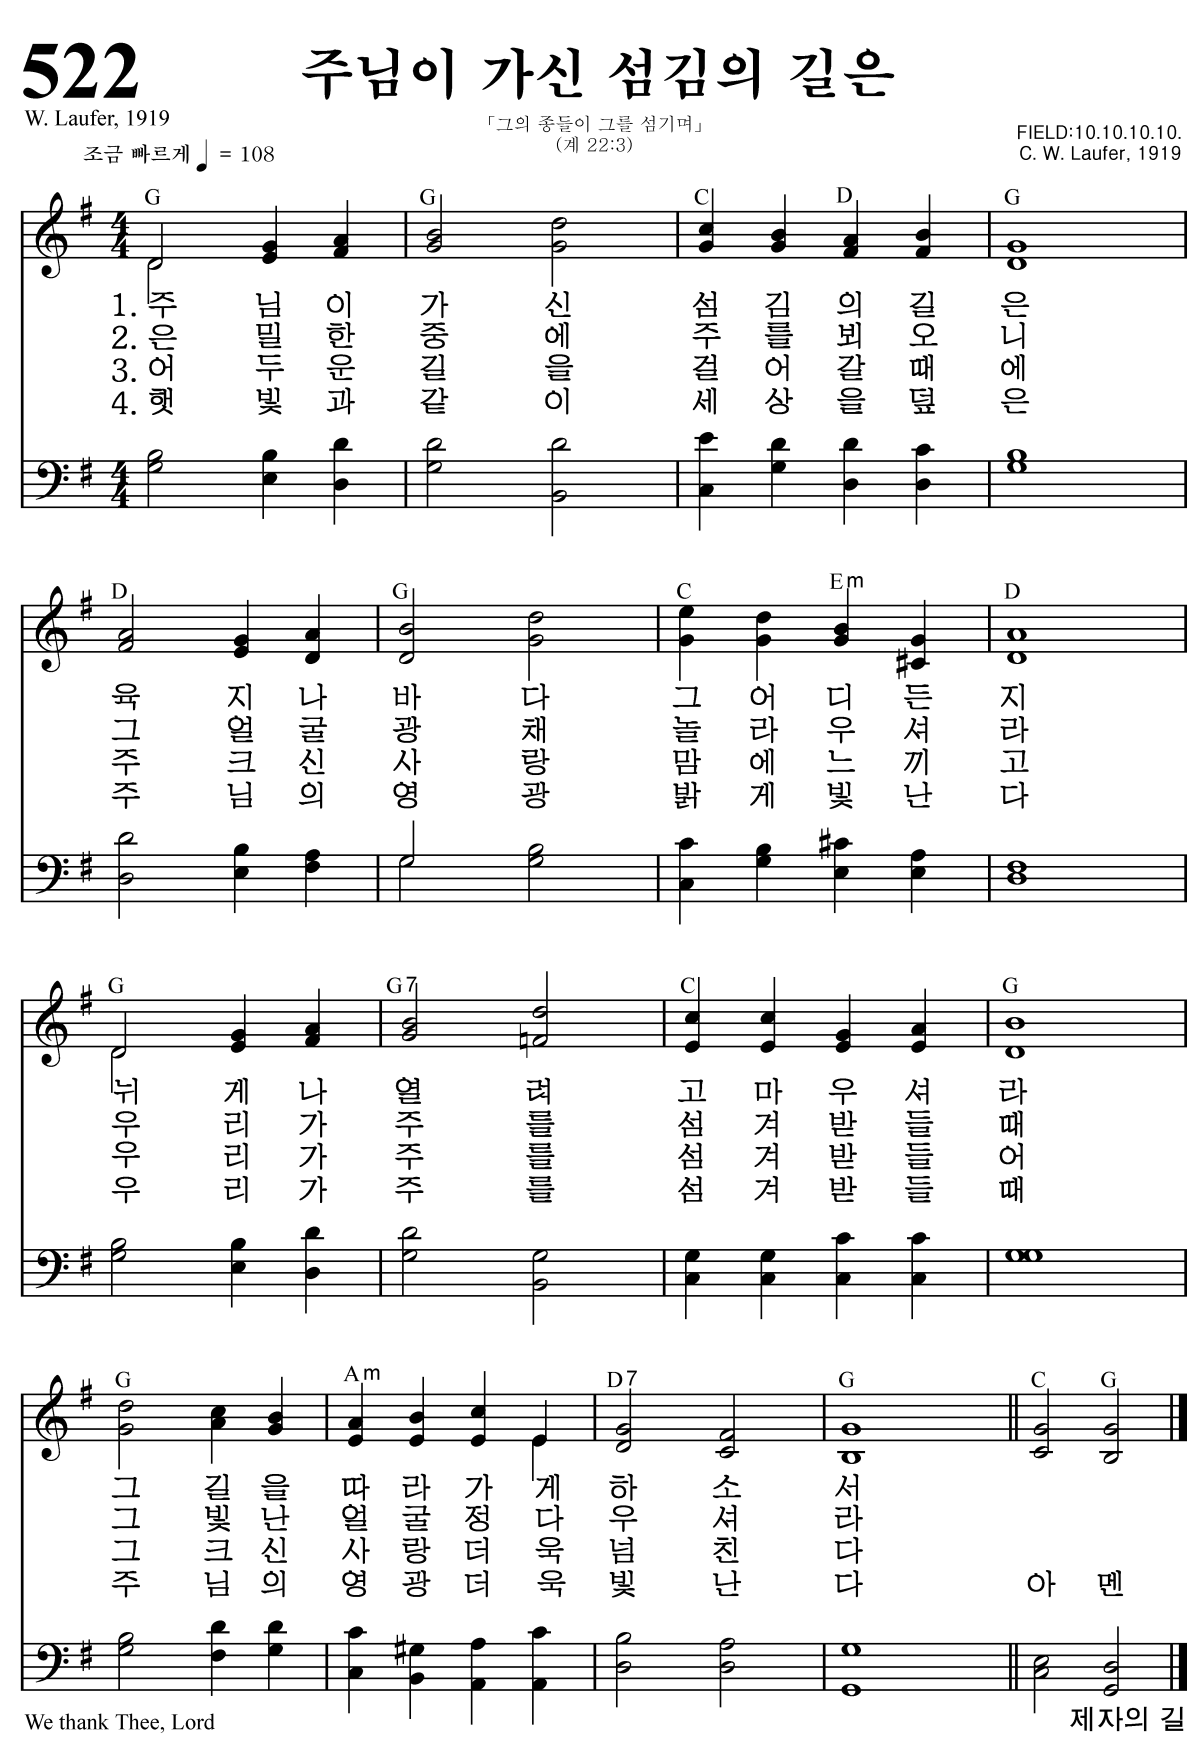 522
주님이 가신 섬김의 길은
W. Laufer, 1919
「그의 종들이 그를 섬기며」
(계 22:3)
FIELD:10.10.10.10.
C. W. Laufer, 1919
조금 빠르게 ♩ = 108
G G C D G
4 4
1. 주 님 이 가 신 섬 김 의 길 은
2. 은 밀 한 중 에 주 를 뵈 오 니
3. 어 두 운 길 을 걸 어 갈 때 에
4. 햇 빛 과 같 이 세 상 을 덮 은
4 4
D G C Em D
육 지 나 바 다 그 어 디 든 지
그 얼 굴 광 채 놀 라 우 셔 라
주 크 신 사 랑 맘 에 느 끼 고
주 님 의 영 광 밝 게 빛 난 다
G G7 C G
뉘 게 나 열 려 고 마 우 셔 라
우 리 가 주 를 섬 겨 받 들 때
우 리 가 주 를 섬 겨 받 들 어
우 리 가 주 를 섬 겨 받 들 때
G Am D7 G C G
그 길 을 따 라 가 게 하 소 서
그 빛 난 얼 굴 정 다 우 셔 라
그 크 신 사 랑 더 욱 넘 친 다
주 님 의 영 광 더 욱 빛 난 다 아 멘
We thank Thee, Lord
제자의 길